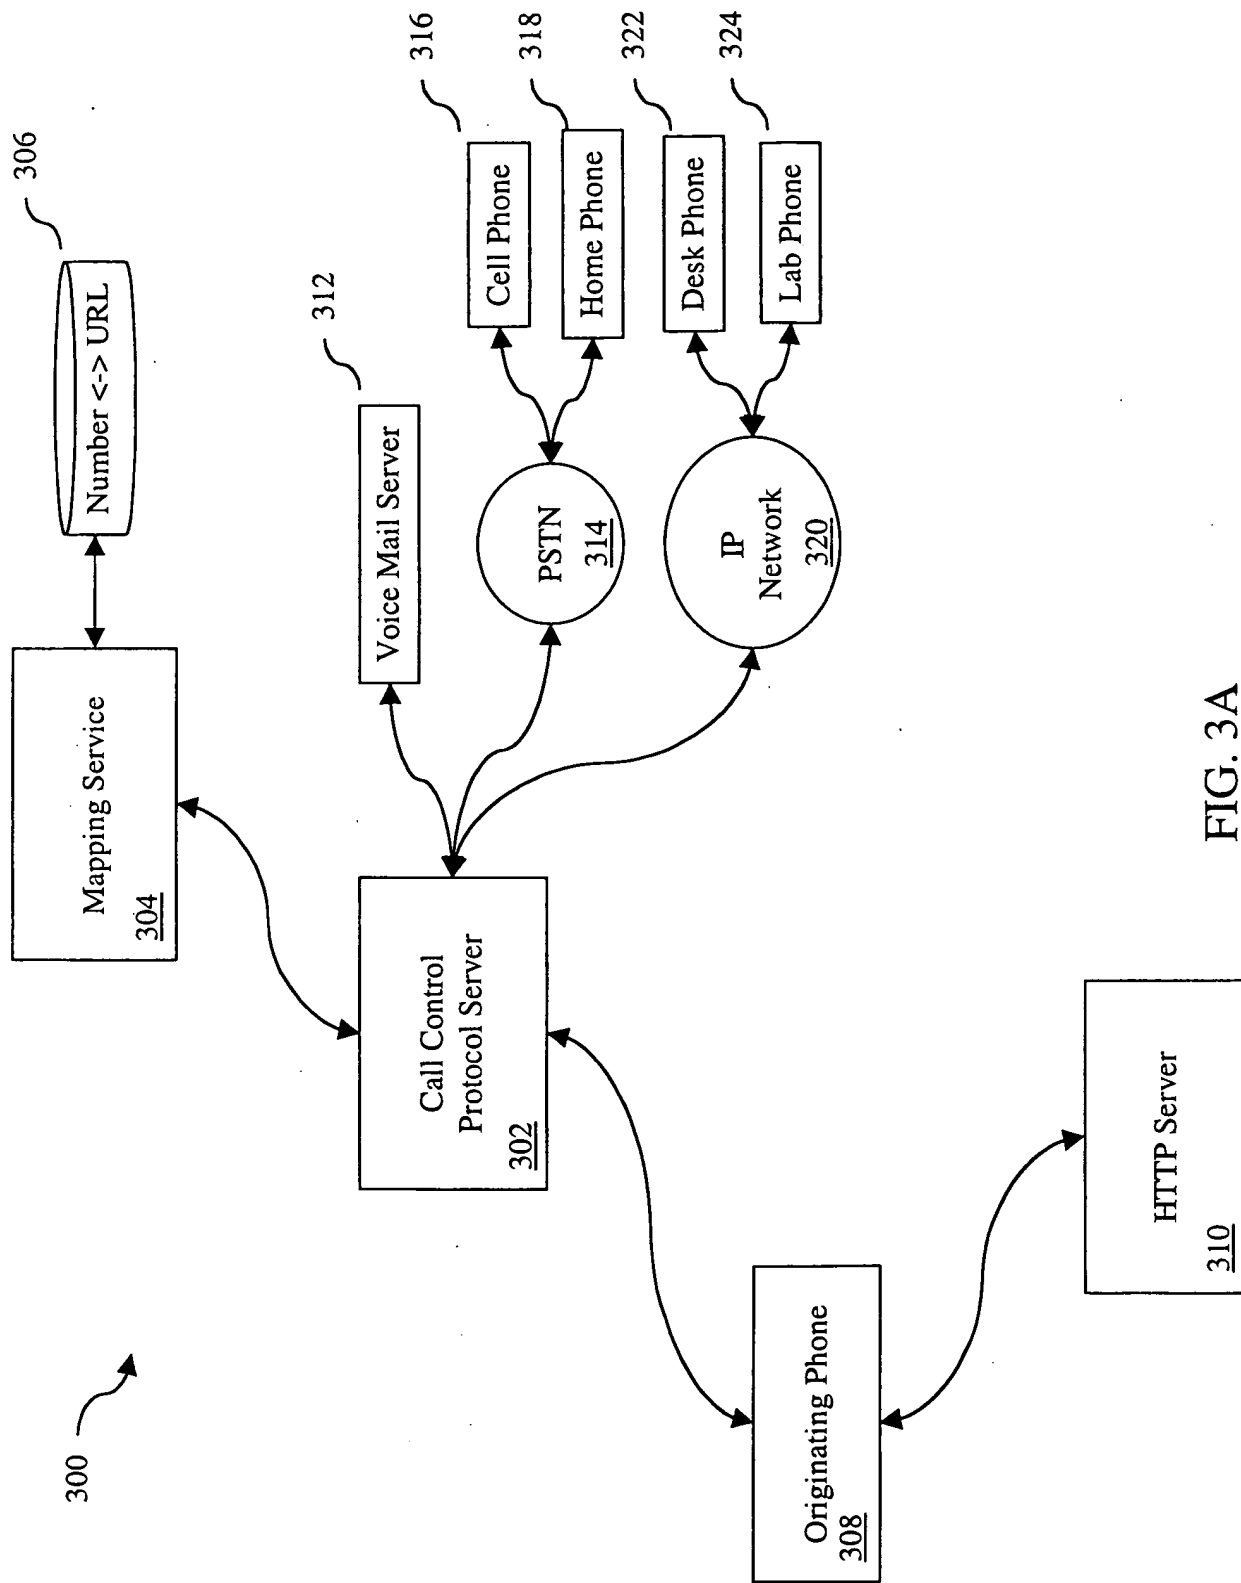 300
306
Number <-> URL
Mapping Service
304
312
Voice Mail Server
316
Cell Phone
318
Home Phone
PSTN
314
322
Desk Phone
324
Lab Phone
IP
Network
320
Call Control
Protocol Server
302
Originating Phone
308
HTTP Server
310
FIG. 3A